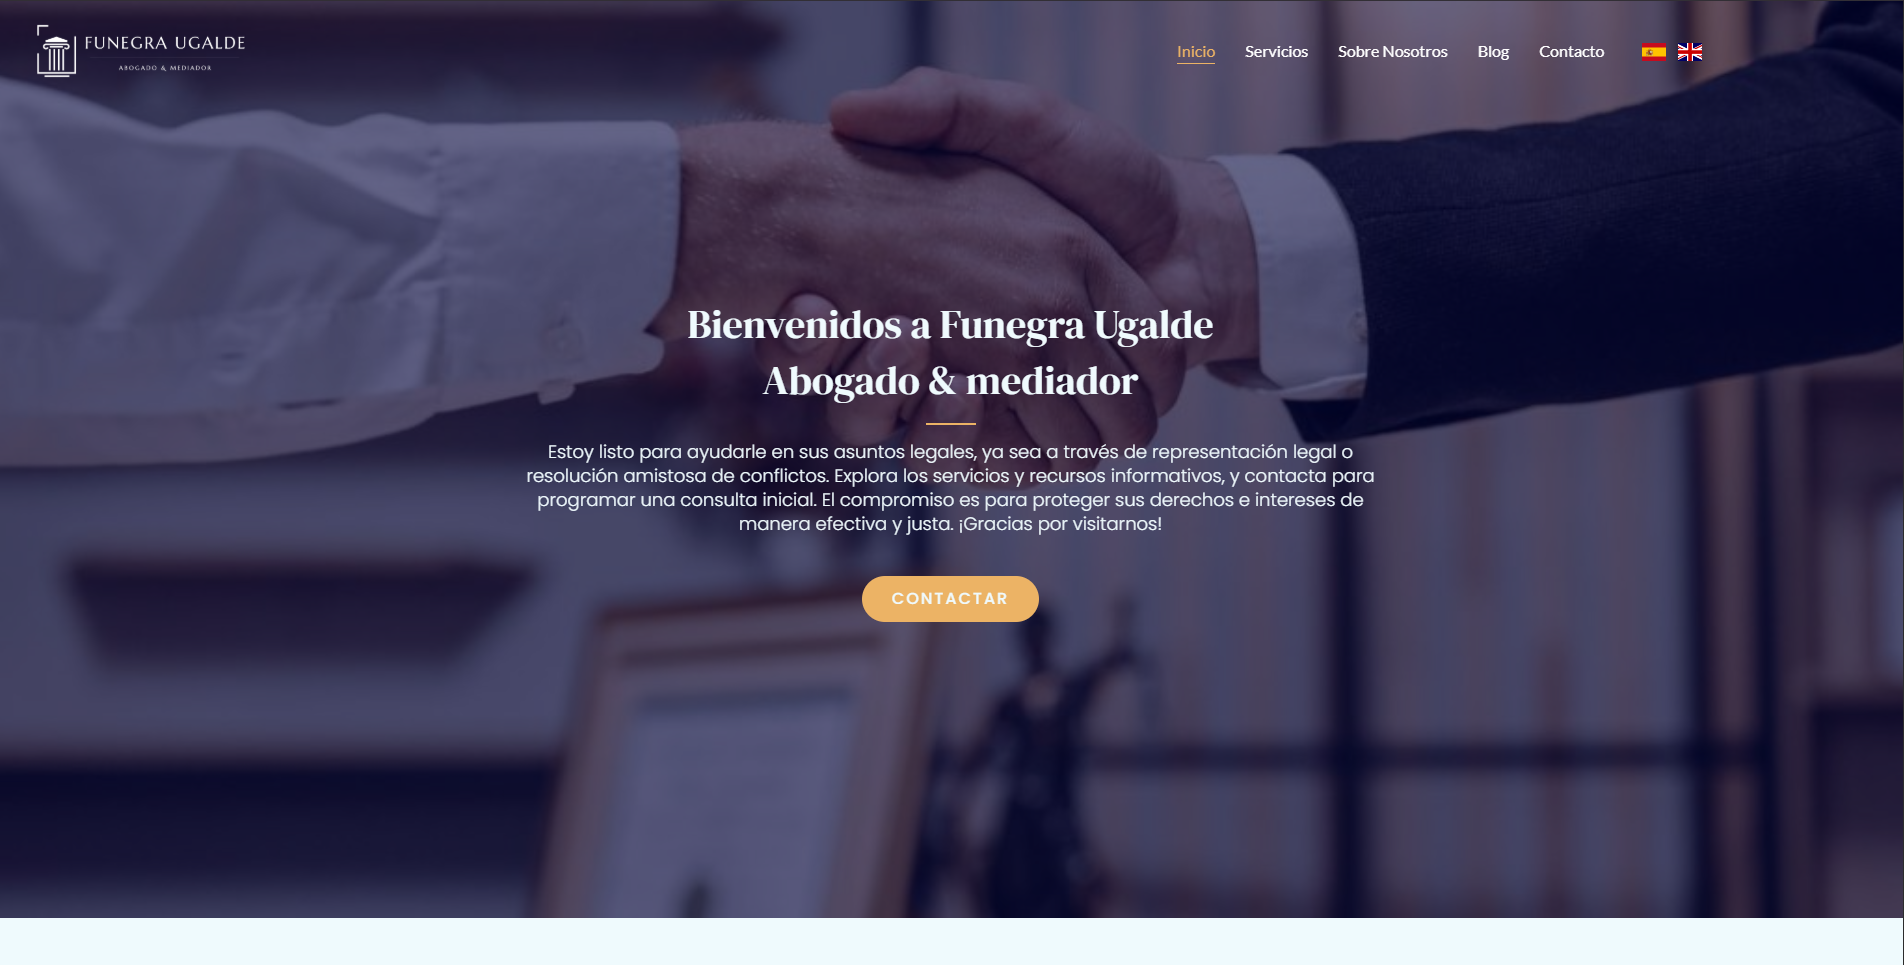 FUNEGRA UGALDE
ABOGADO & MEDIADOR
Inicio Servicios Sobre Nosotros Blog Contacto
Bienvenidos a Funegra Ugalde
Abogado & mediador
Estoy listo para ayudarle en sus asuntos legales, ya sea a través de representación legal o
resolución amistosa de conflictos. Explora los servicios y recursos informativos, y contacta para
programar una consulta inicial. El compromiso es para proteger sus derechos e intereses de
manera efectiva y justa. ¡Gracias por visitarnos!
CONTACTAR